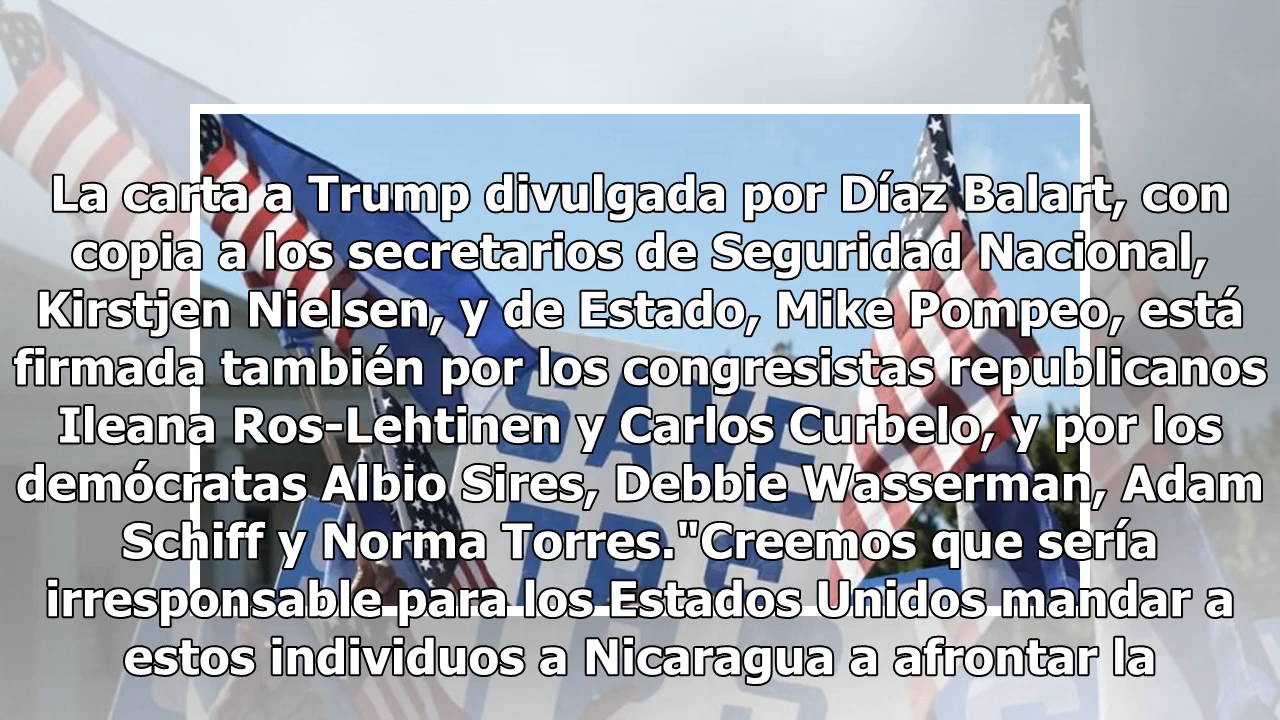 La carta a Trump divulgada por Díaz Balart, con
copia a los secretarios de Seguridad Nacional,
Kirstjen Nielsen, y de Estado, Mike Pompeo, está
firmada también por los congresistas republicanos
Ileana Ros-Lehtinen y Carlos Curbelo, y por los
demócratas Albio Sires, Debbie Wasserman, Adam
Schiff y Norma Torres."Creemos que sería
irresponsable para los Estados Unidos mandar a
estos individuos a Nicaragua a afrontar la
SAVE
TPS